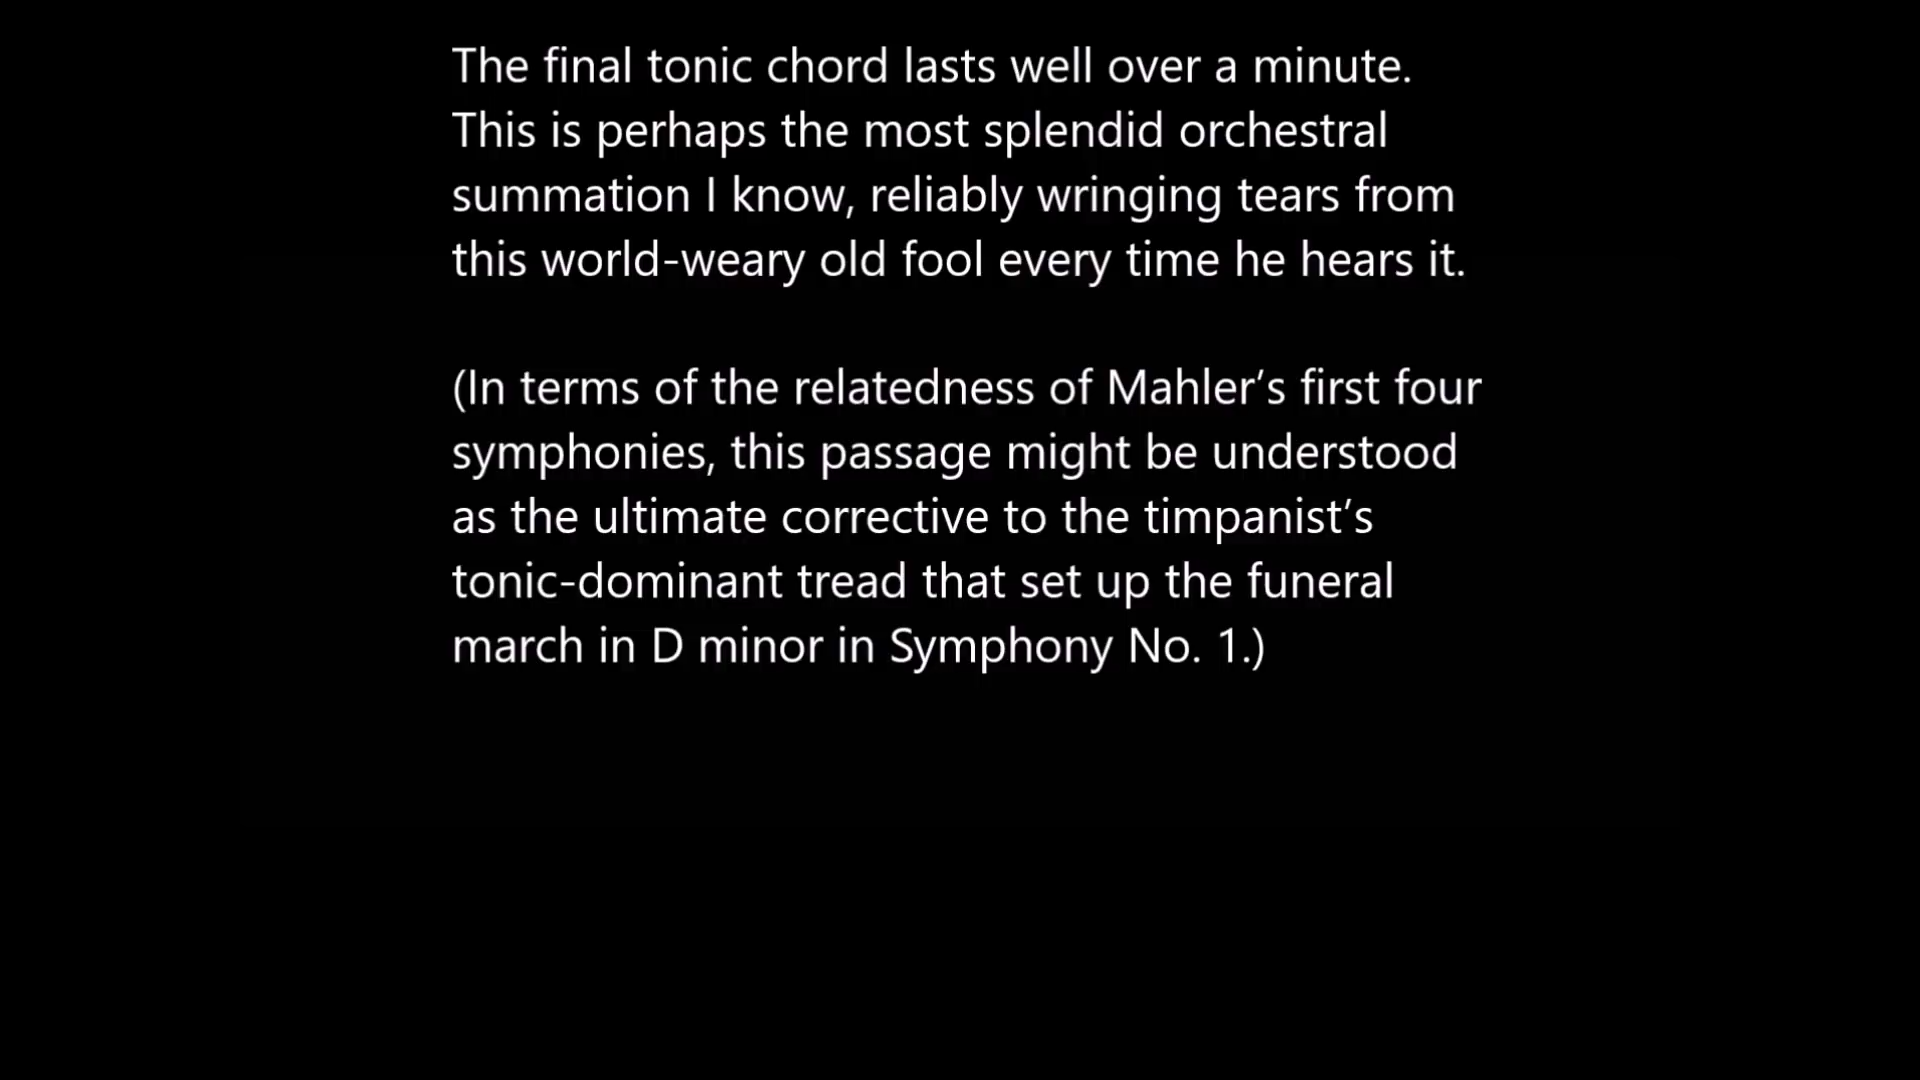 The final tonic chord lasts well over a minute.
This is perhaps the most splendid orchestral
summation I know, reliably wringing tears from
this world-weary old fool every time he hears it.
(In terms of the relatedness of Mahler’s first four
symphonies, this passage might be understood
as the ultimate corrective to the timpanist’s
tonic-dominant tread that set up the funeral
march in D minor in Symphony No. 1.)